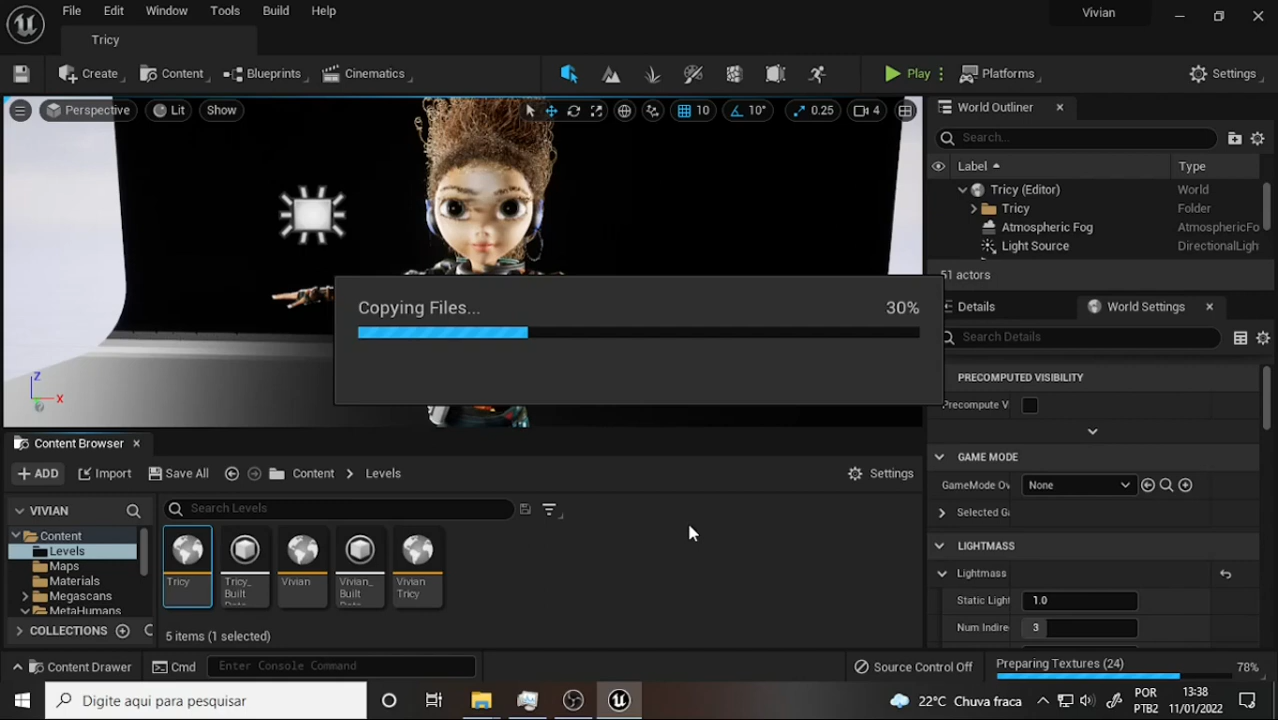 File Edit Window Tools Build Help
Vivian
Tricy
Create Content Blueprints Cinematics Play Platforms Settings
Perspective Lit Show 10 10° 0.25 4
World Outliner
Search...
Label Type
Tricy (Editor) World
Tricy Folder
Atmospheric Fog AtmosphericFo
Light Source DirectionalLigh
51 actors
Copying Files... 30%
Details World Settings
Search Details
Z
X
PRECOMPUTED VISIBILITY
Precompute V
Content Browser
GAME MODE
ADD Import Save All Content Levels Settings
GameMode Ov None
VIVIAN
Search Levels
Selected Ga
Content
Levels
Maps
Materials
Megascans
MetaHumans
Tricy
Tricy_
Built
Data
Vivian
Vivian_
Built
Data
Vivian
Tricy
LIGHTMASS
Lightmass
Static Light 1.0
Num Indire 3
COLLECTIONS
5 items (1 selected)
Content Drawer Cmd Enter Console Command Source Control Off Preparing Textures (24) 78%
Digite aqui para pesquisar
22°C Chuva fraca
POR
PTB2
13:38
11/01/2022